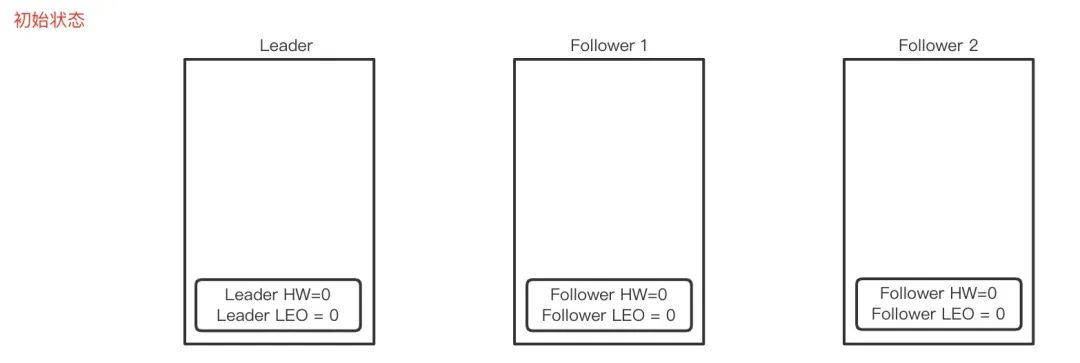 初始状态
Leader
Follower 1
Follower 2
Leader HW=0
Leader LEO = 0
Follower HW=0
Follower LEO = 0
Follower HW=0
Follower LEO = 0